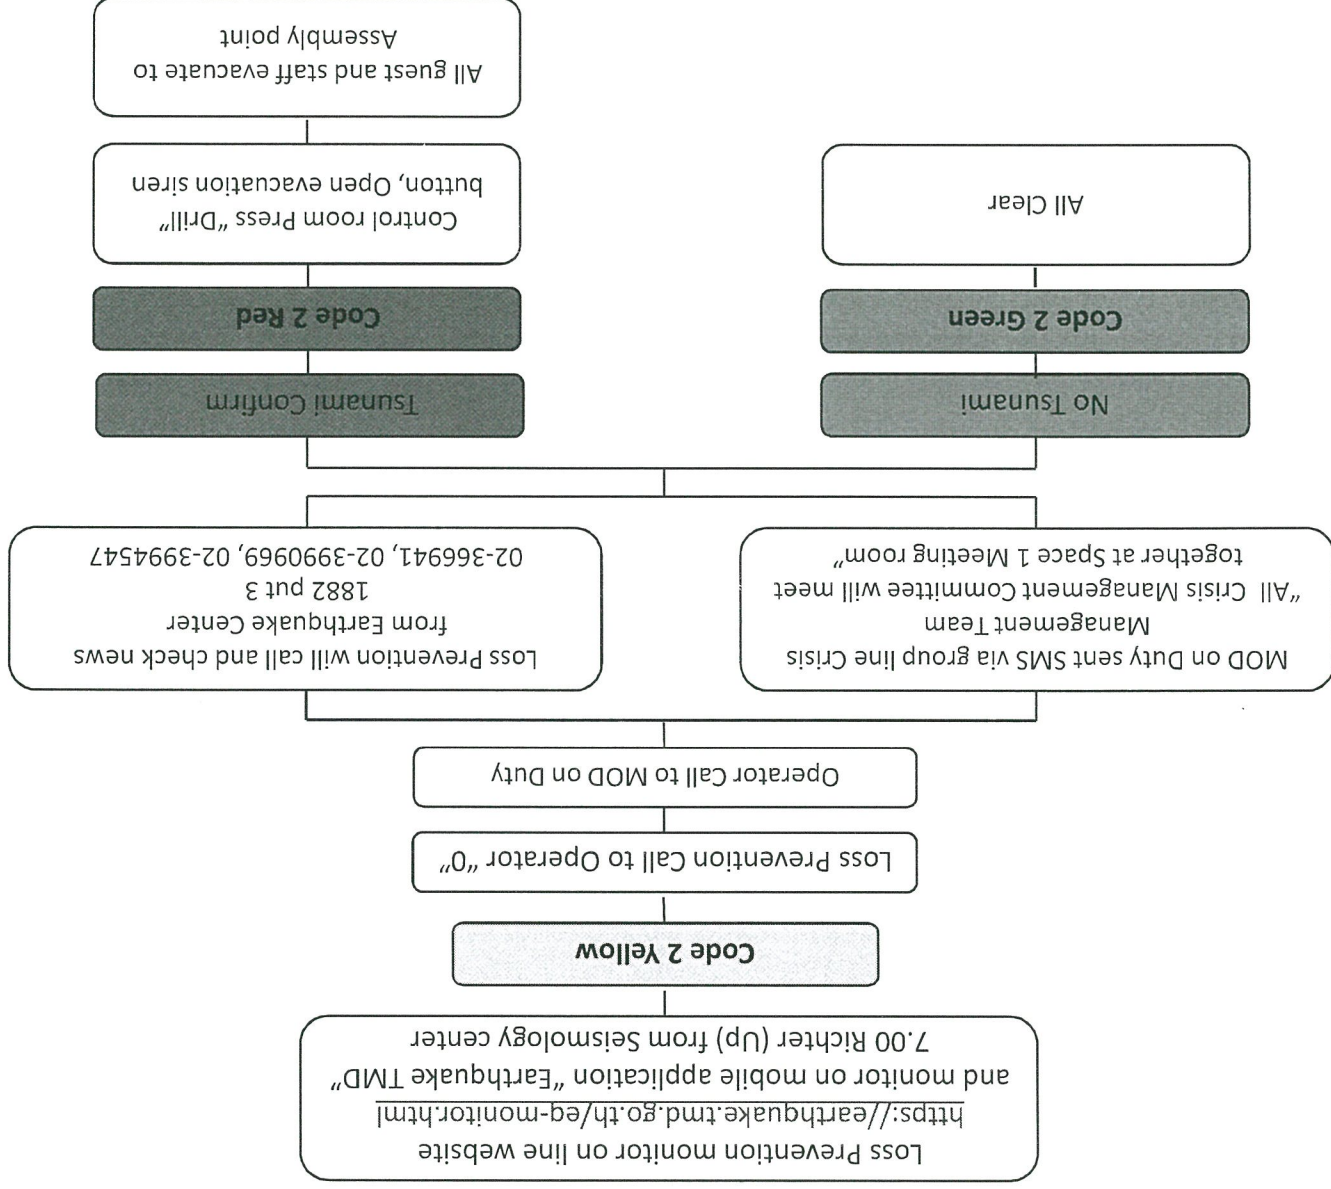 Loss Prevention monitor on line website
https://earthquake.tmd.go.th/eq-monitor.html
and monitor on mobile application "Earthquake TMD"
7.00 Richter (Up) from Seismology center
Code 2 Yellow
Loss Prevention Call to Operator "0"
Operator Call to MOD on Duty
Loss Prevention will call and check news
from Earthquake Center
1882 put 3
02-366941, 02-3990969, 02-3994547
MOD on Duty sent SMS via group line Crisis
Management Team
"All Crisis Management Committee will meet
together at Space 1 Meeting room"
Tsunami Confirm
Code 2 Red
Control room Press "Drill"
button, Open evacuation siren
All guest and staff evacuate to
Assembly point
No Tsunami
Code 2 Green
All Clear